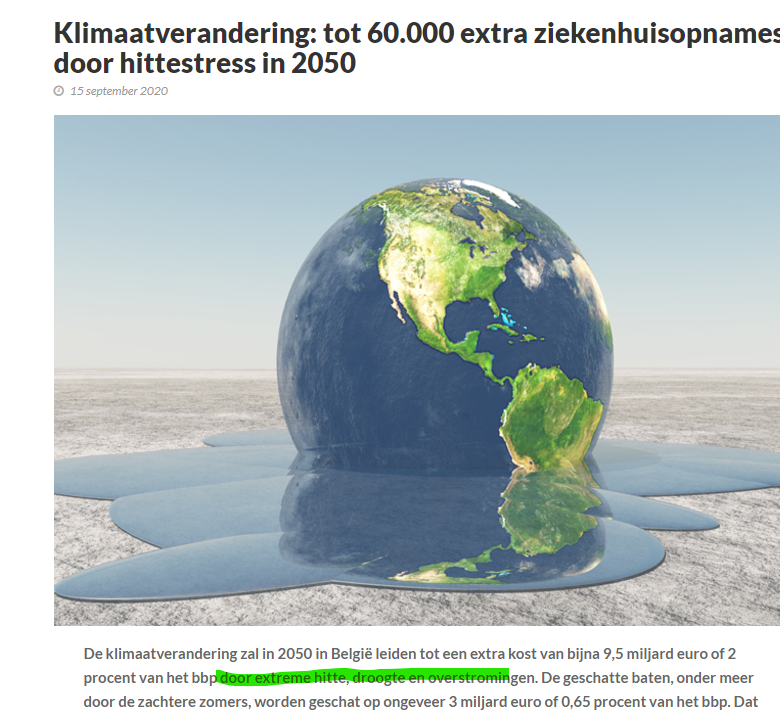 Klimaatverandering: tot 60.000 extra ziekenhuisopnames
door hittestress in 2050
15 september 2020
De klimaatverandering zal in 2050 in België leiden tot een extra kost van bijna 9,5 miljard euro of 2
procent van het bbp door extreme hitte, droogte en overstromingen. De geschatte baten, onder meer
door de zachtere zomers, worden geschat op ongeveer 3 miljard euro of 0,65 procent van het bbp. Dat